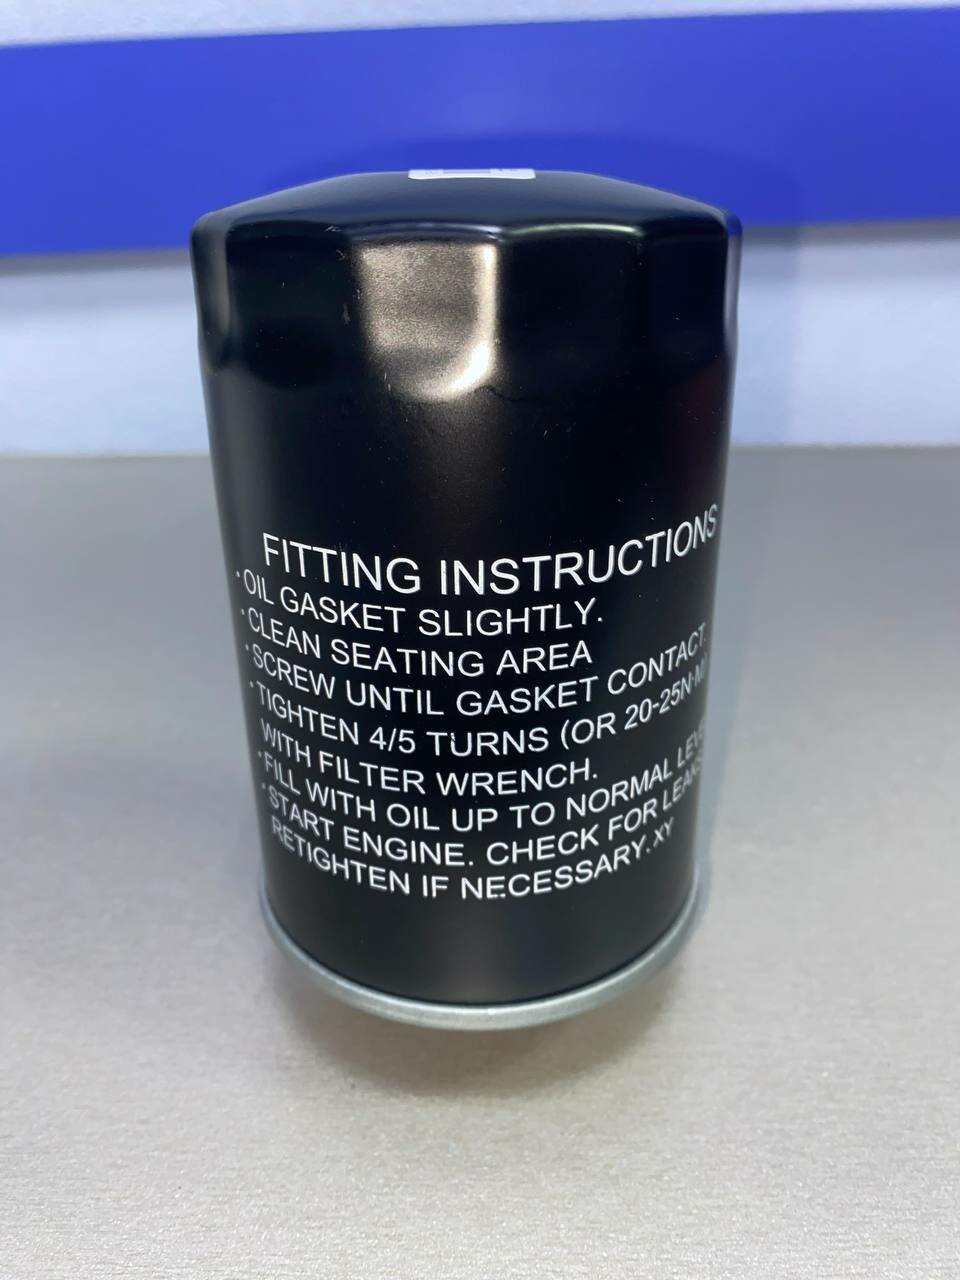 FITTING INSTRUCTIONS
·OIL GASKET SLIGHTLY.
·CLEAN SEATING AREA
·SCREW UNTIL GASKET CONTACT.
·TIGHTEN 4/5 TURNS (OR 20-25N·M)
WITH FILTER WRENCH.
·FILL WITH OIL UP TO NORMAL
·START ENGINE. CHECK FOR
RETIGHTEN IF NECESSARY. XY